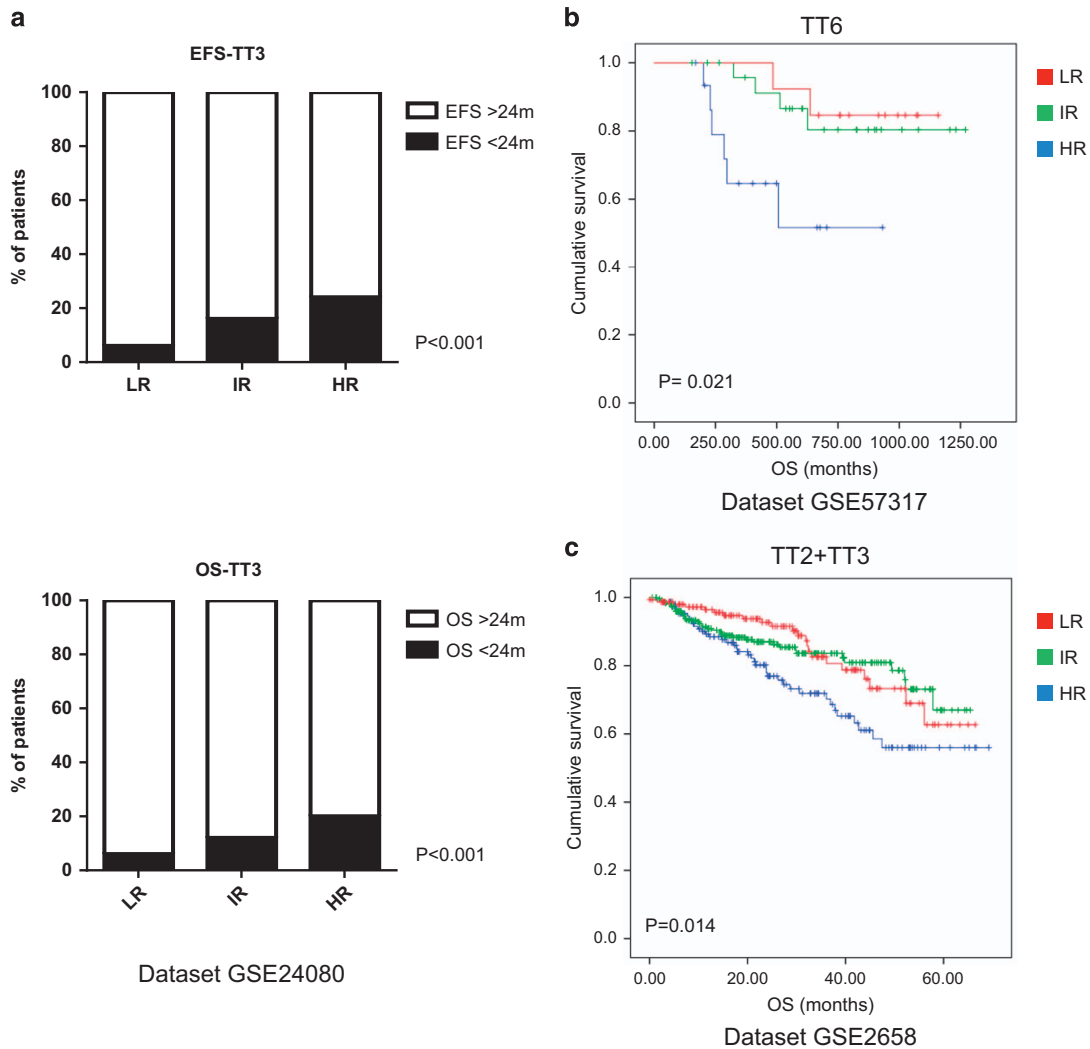 a
EFS-TT3
100
80
60
40
20
0
% of patients
LR IR HR
EFS >24m
EFS <24m
P<0.001
OS-TT3
100
80
60
40
20
0
% of patients
LR IR HR
OS >24m
OS <24m
P<0.001
Dataset GSE24080
b
TT6
1.0
0.8
0.6
0.4
0.2
0.0
Cumulative survival
P= 0.021
0.00 250.00 500.00 750.00 1000.00 1250.00
OS (months)
LR
IR
HR
Dataset GSE57317
c
TT2+TT3
1.0
0.8
0.6
0.4
0.2
0.0
Cumulative survival
P=0.014
0.00 20.00 40.00 60.00
OS (months)
LR
IR
HR
Dataset GSE2658